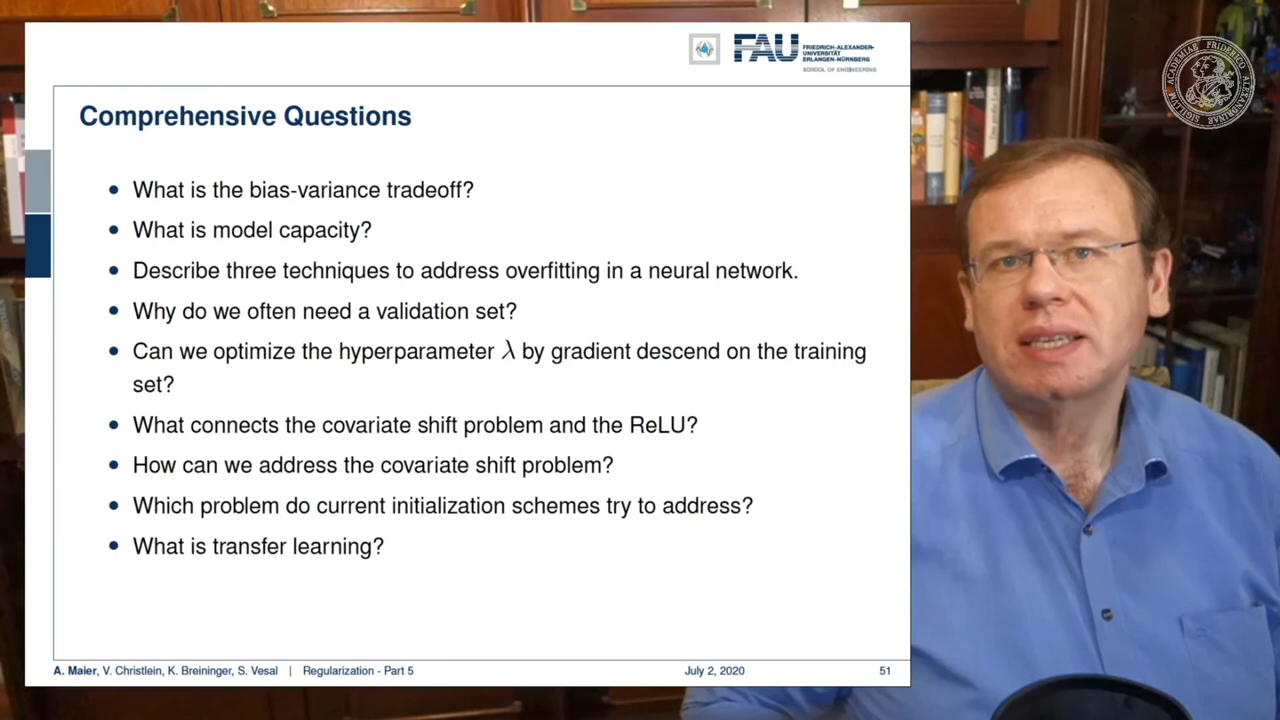 FAU
FRIEDRICH-ALEXANDER-
UNIVERSITÄT
ERLANGEN-NÜRNBERG
SCHOOL OF ENGINEERING
Comprehensive Questions
• What is the bias-variance tradeoff?
• What is model capacity?
• Describe three techniques to address overfitting in a neural network.
• Why do we often need a validation set?
• Can we optimize the hyperparameter λ by gradient descend on the training
set?
• What connects the covariate shift problem and the ReLU?
• How can we address the covariate shift problem?
• Which problem do current initialization schemes try to address?
• What is transfer learning?
A. Maier, V. Christlein, K. Breininger, S. Vesal | Regularization - Part 5 July 2, 2020 51